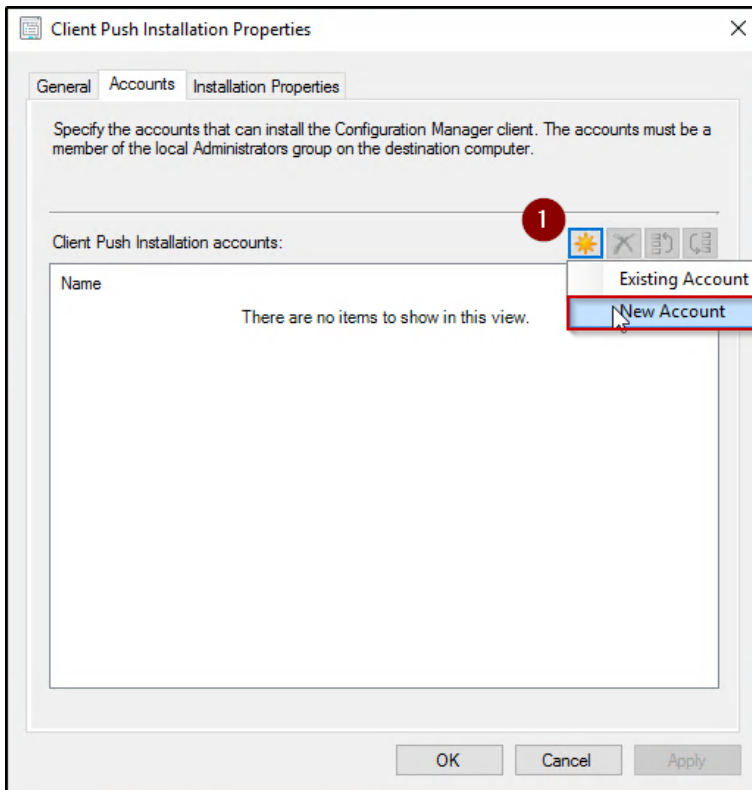 Client Push Installation Properties
General
Accounts
Installation Properties
Specify the accounts that can install the Configuration Manager client. The accounts must be a
member of the local Administrators group on the destination computer.
1
Client Push Installation accounts:
Existing Account
Name
New Account
There are no items to show in this view.
OK
Cancel
Apply